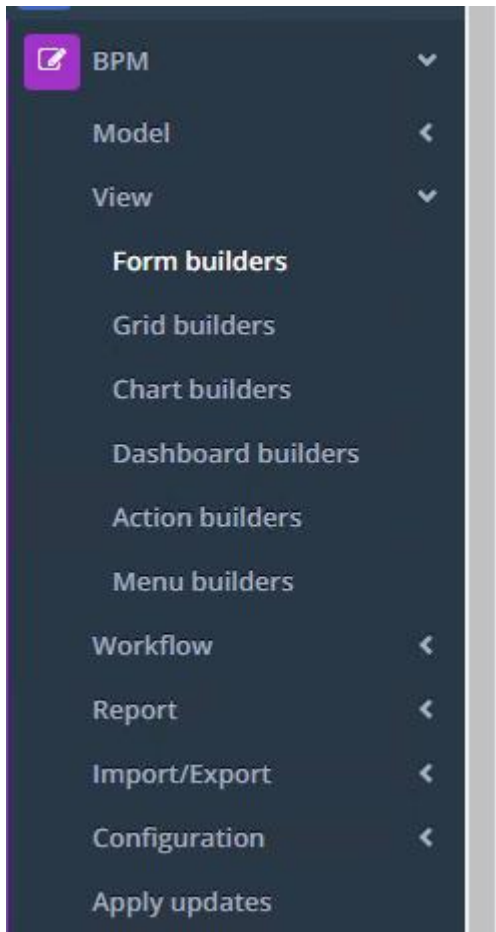 BPM
Model
View
Form builders
Grid builders
Chart builders
Dashboard builders
Action builders
Menu builders
Workflow
Report
Import/Export
Configuration
Apply updates